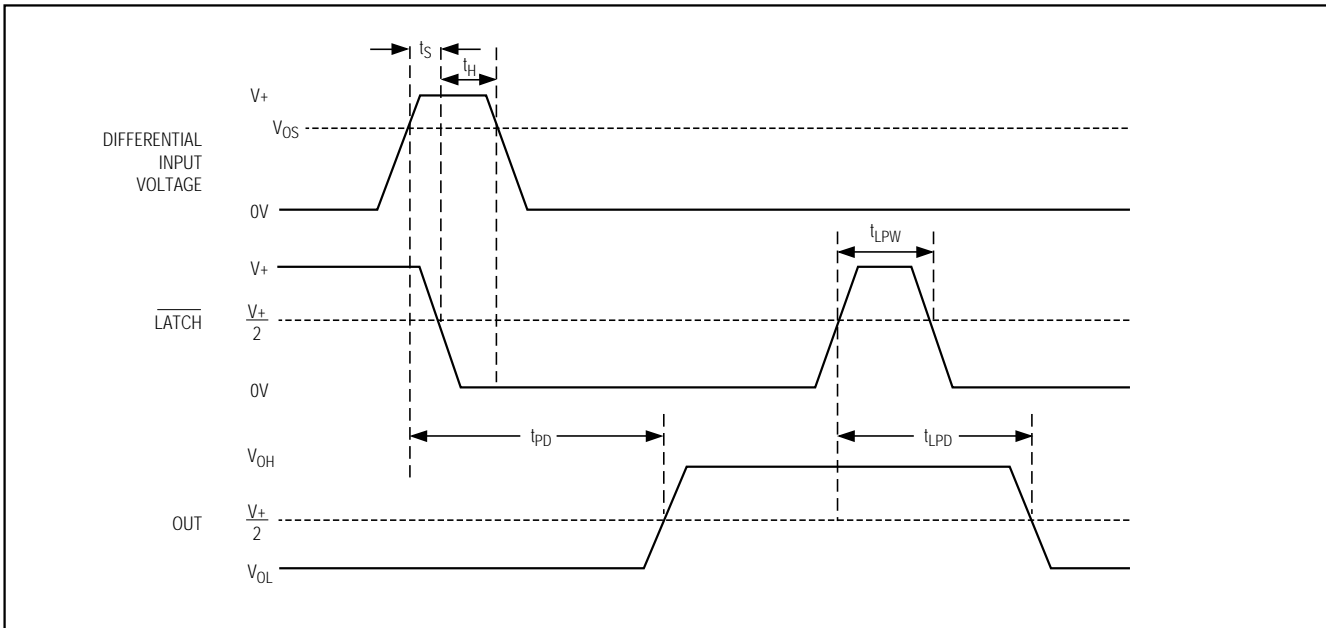 tS
tH
V+
VOS
DIFFERENTIAL
INPUT
VOLTAGE
0V
tLPW
V+
LATCH
V+
2
0V
tPD
tLPD
VOH
V+
2
OUT
VOL